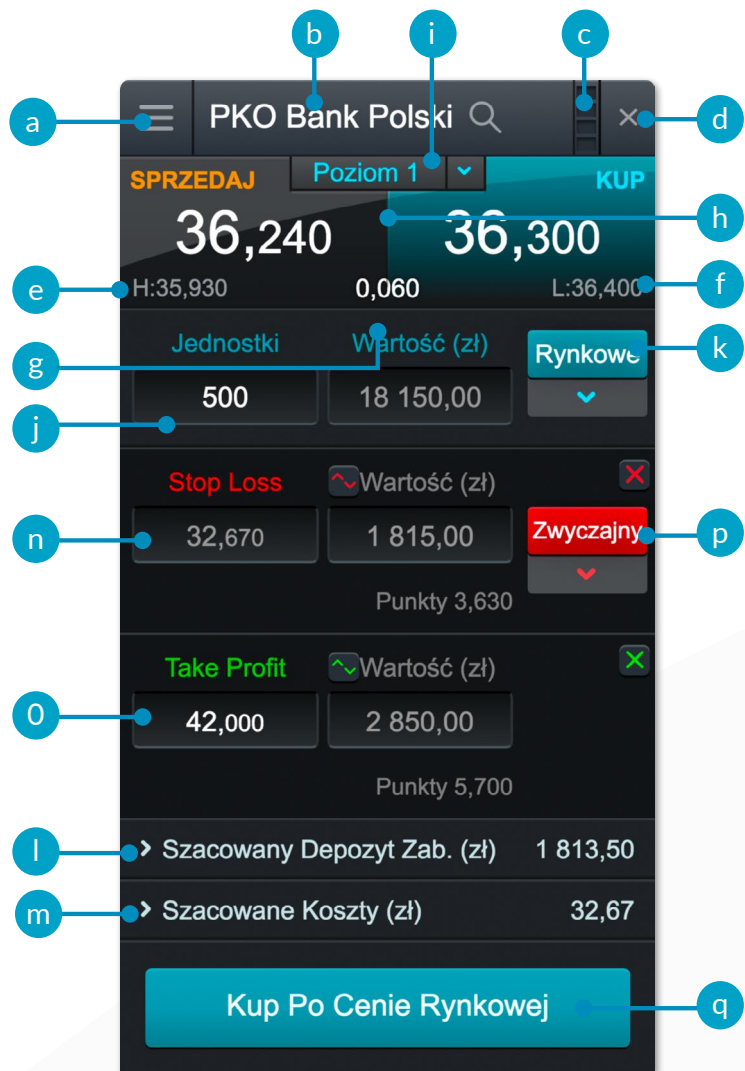 b i c
a PKO Bank Polski × d
SPRZEDAJ Poziom 1 KUP
36,240 36,300 h
e H:35,930 0,060 L:36,400 f
g Jednostki Wartość (zł) Rynkowe k
j 500 18 150,00
Stop Loss Wartość (zł)
n 32,670 1 815,00 Zwyczajny p
Punkty 3,630
Take Profit Wartość (zł)
0 42,000 2 850,00
Punkty 5,700
l Szacowany Depozyt Zab. (zł) 1 813,50
m Szacowane Koszty (zł) 32,67
Kup Po Cenie Rynkowej q